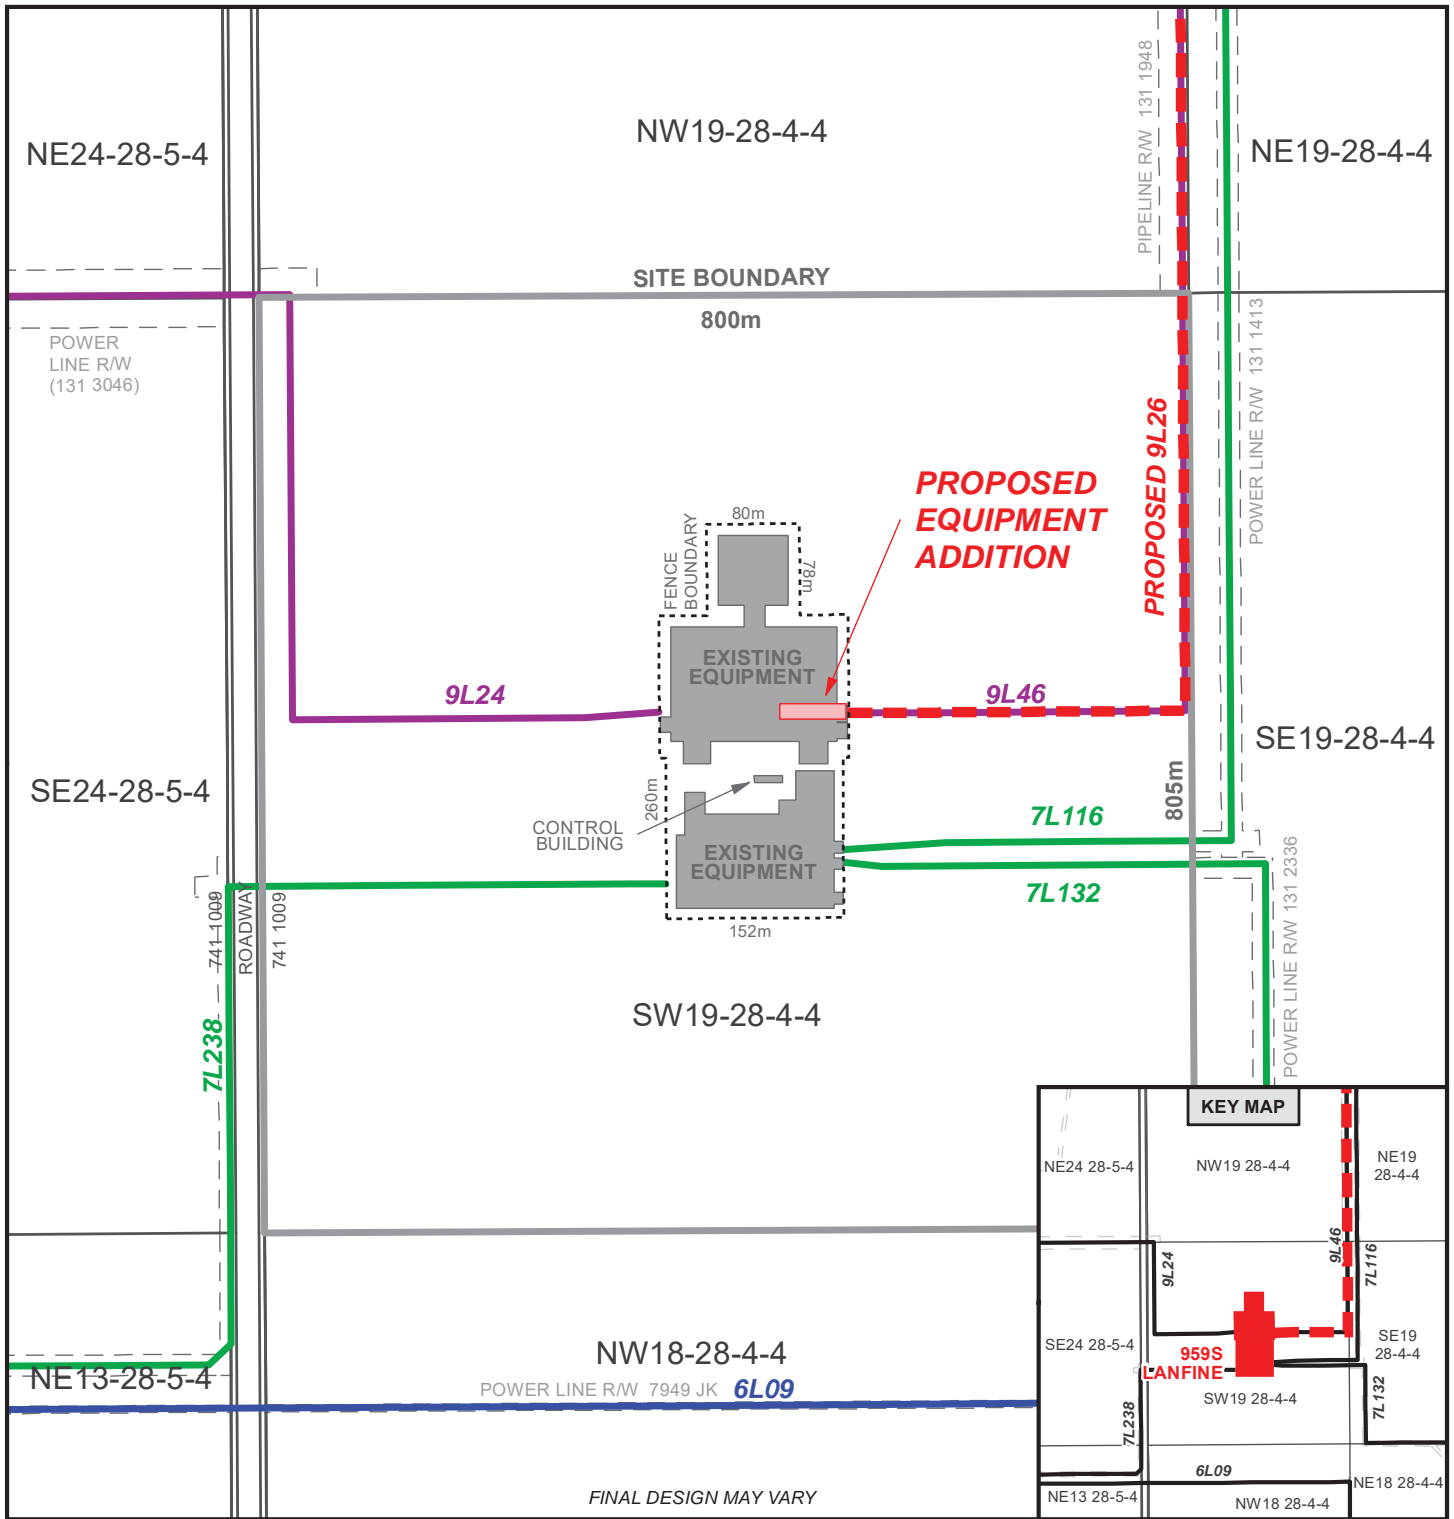 NE24-28-5-4
NW19-28-4-4
PIPELINE R/W 131 1948
NE19-28-4-4
SITE BOUNDARY
800m
POWER
LINE R/W
(131 3046)
POWER LINE R/W 131 1413
PROPOSED 9L26
PROPOSED
EQUIPMENT
ADDITION
80m
78m
FENCE
BOUNDARY
EXISTING
EQUIPMENT
9L24
9L46
SE19-28-4-4
SE24-28-5-4
805m
260m
7L116
CONTROL
BUILDING
EXISTING
EQUIPMENT
7L132
POWER LINE R/W 131 2336
741 1009
ROADWAY
741 1009
152m
SW19-28-4-4
7L238
NW18-28-4-4
NE13-28-5-4
POWER LINE R/W 7949 JK
6L09
FINAL DESIGN MAY VARY
KEY MAP
NE24 28-5-4
NW19 28-4-4
NE19
28-4-4
9L46
9L24
7L116
SE24 28-5-4
SE19
28-4-4
959S
LANFINE
SW19 28-4-4
7L132
7L238
6L09
NE13 28-5-4
NW18 28-4-4
NE18 28-4-4